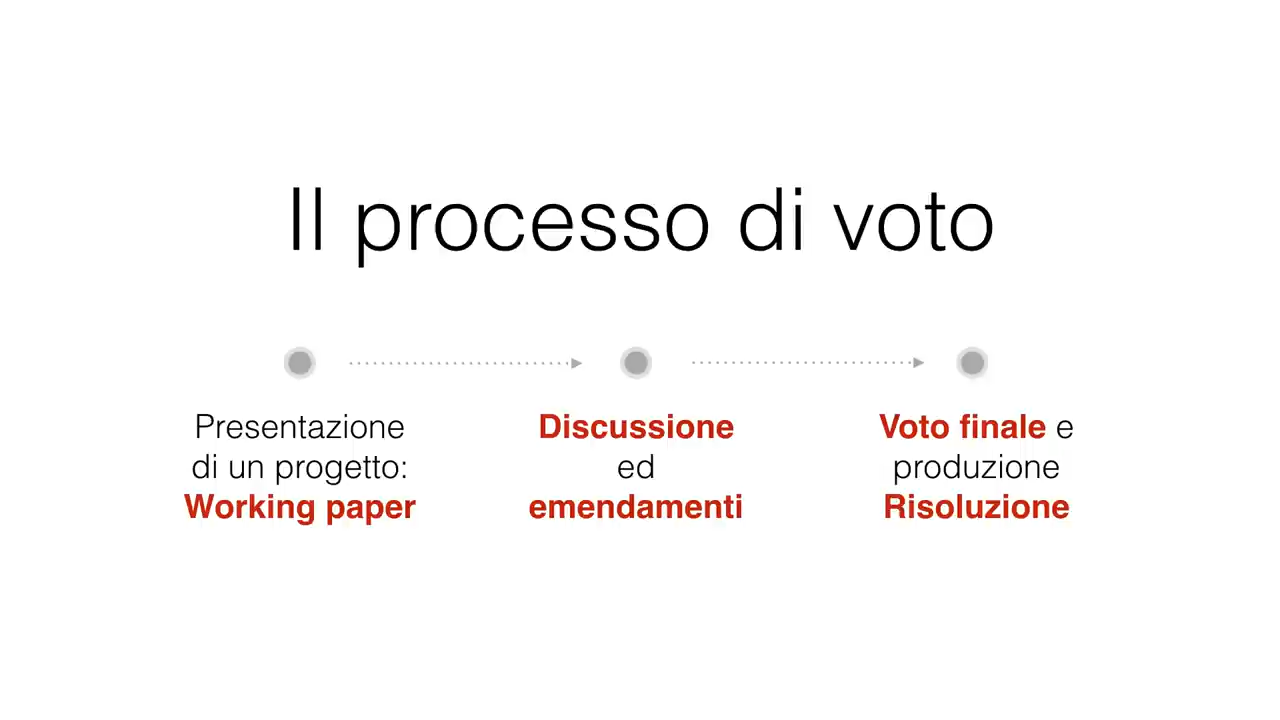 Il processo di voto
Presentazione
di un progetto:
Working paper
Discussione
ed
emendamenti
Voto finale e
produzione
Risoluzione